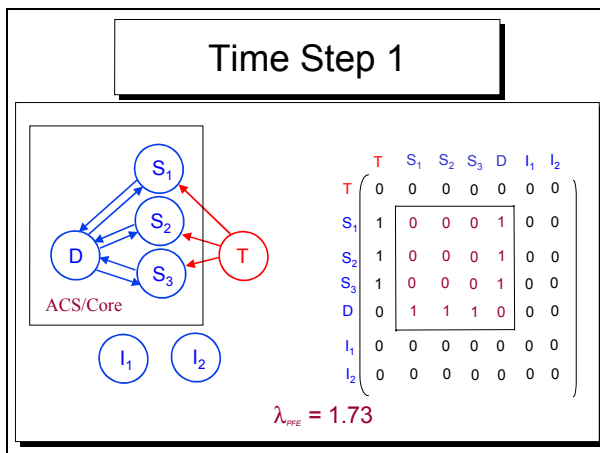 Time Step 1
S₁
S₂
D
S₃
T
ACS/Core
I₁ I₂
T S₁ S₂ S₃ D I₁ I₂
T 0 0 0 0 0 0 0
S₁ 1 0 0 0 1 0 0
S₂ 1 0 0 0 1 0 0
S₃ 1 0 0 0 1 0 0
D 0 1 1 1 0 0 0
I₁ 0 0 0 0 0 0 0
I₂ 0 0 0 0 0 0 0
λPFE = 1.73